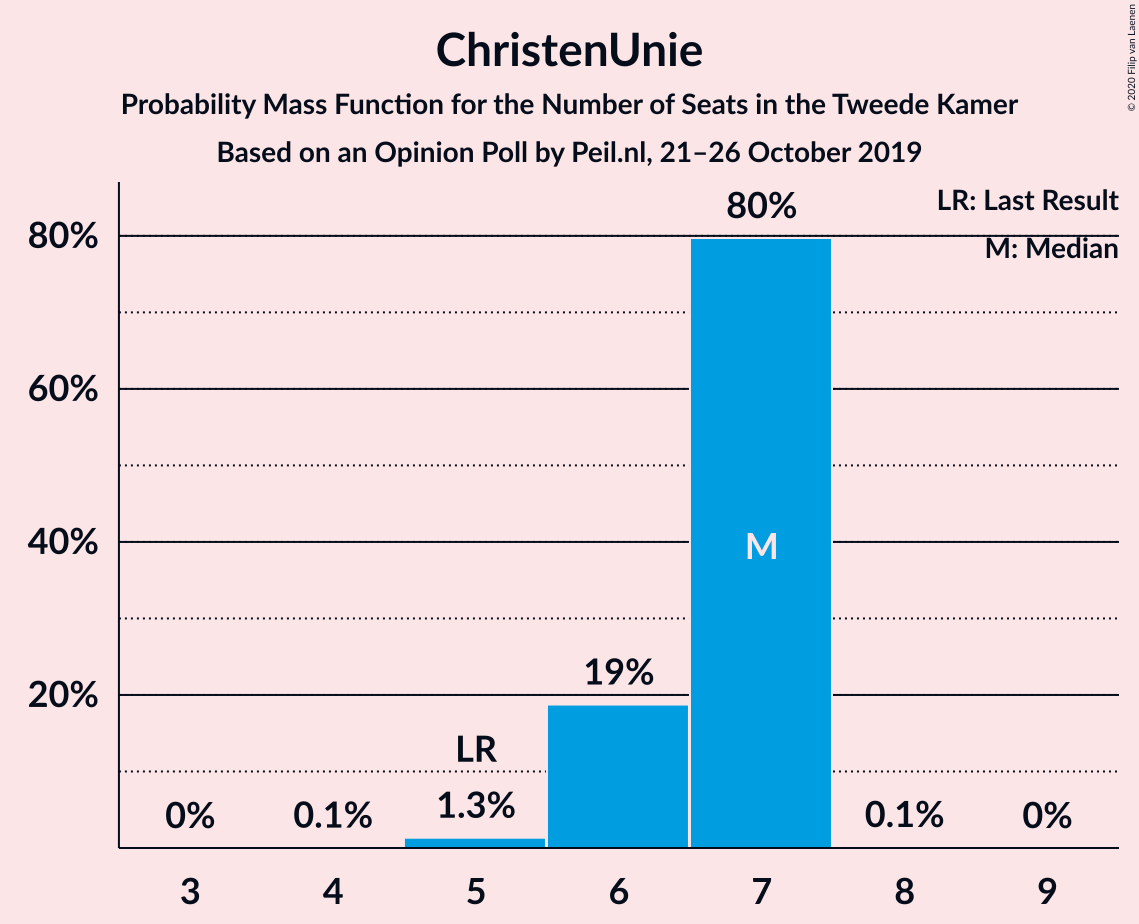 ChristenUnie
Probability Mass Function for the Number of Seats in the Tweede Kamer
Based on an Opinion Poll by Peil.nl, 21–26 October 2019
© 2020 Filip van Laenen
LR: Last Result
M: Median
80%
60%
40%
20%
0%
0.1%
LR
1.3%
19%
80%
M
0.1%
0%
3 4 5 6 7 8 9